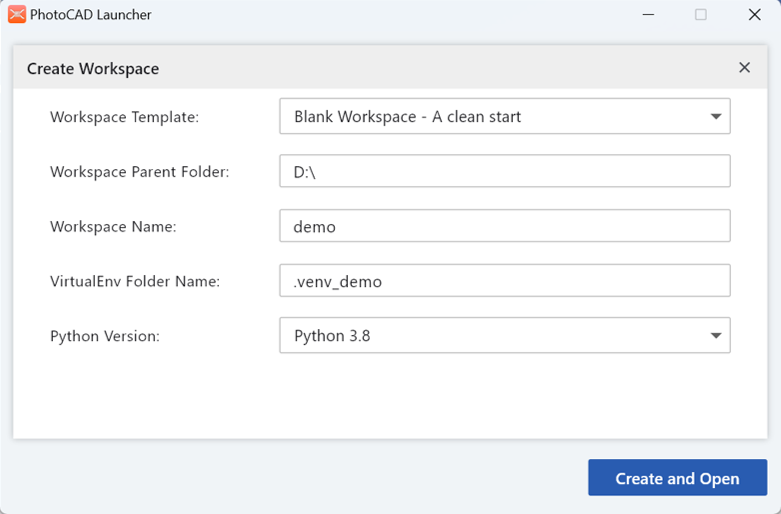 PhotoCAD Launcher
Create Workspace
Workspace Template: Blank Workspace - A clean start
Workspace Parent Folder: D:\
Workspace Name: demo
VirtualEnv Folder Name: .venv_demo
Python Version: Python 3.8
Create and Open